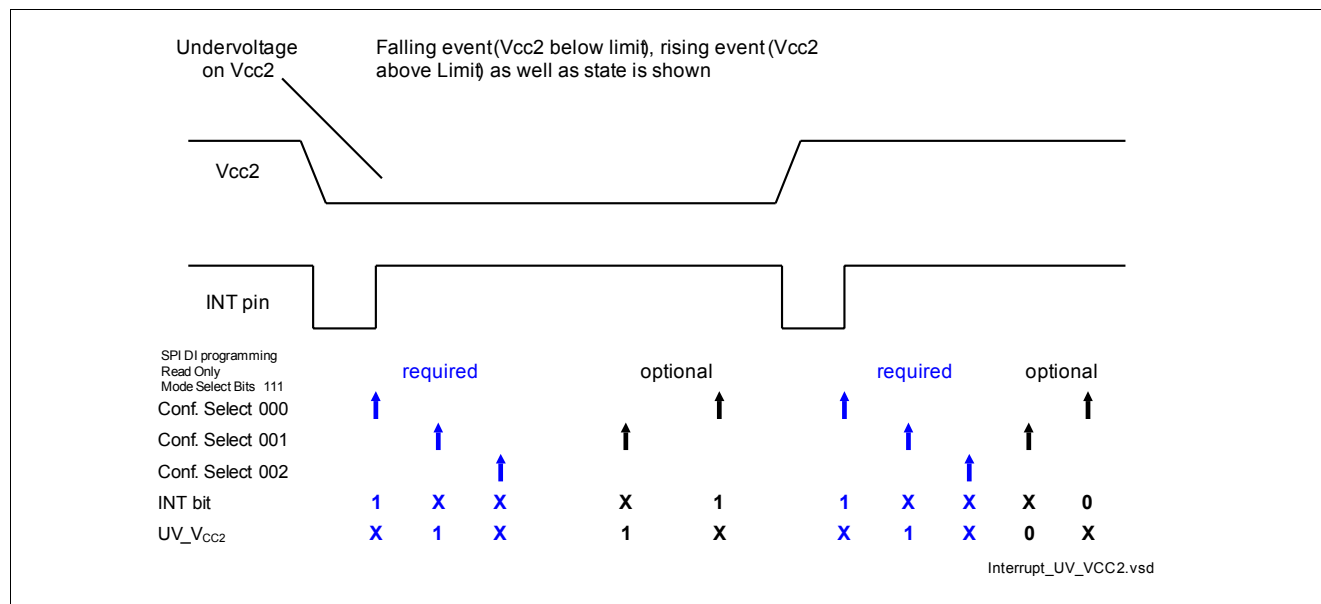 Undervoltage
on Vcc2
Falling event(Vcc2 below limit), rising event(Vcc2
above Limit) as well as state is shown
Vcc2
INT pin
SPI DI programming
Read Only
Mode Select Bits 111
required optional required optional
Conf. Select 000
Conf. Select 001
Conf. Select 002
INT bit 1 X X X 1 1 X X X 0
UV_VCC2 X 1 X 1 X X 1 X 0 X
Interrupt_UV_VCC2.vsd